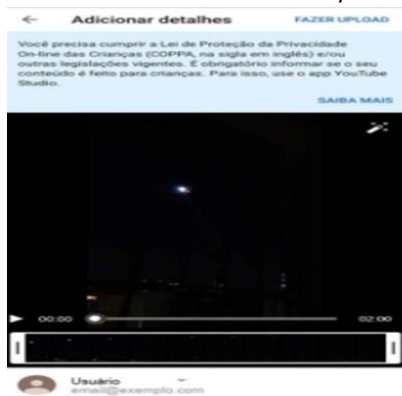 Adicionar detalhes
FAZER UPLOAD
Você precisa cumprir a Lei de Proteção da Privacidade
On-line das Crianças (COPPA, na sigla em inglês) e/ou
outras legislações vigentes. É obrigatório informar se o seu
conteúdo é feito para crianças. Para isso, use o app YouTube
Studio.
SAIBA MAIS
00:00
02:00
Usuário
email@exemplo.com